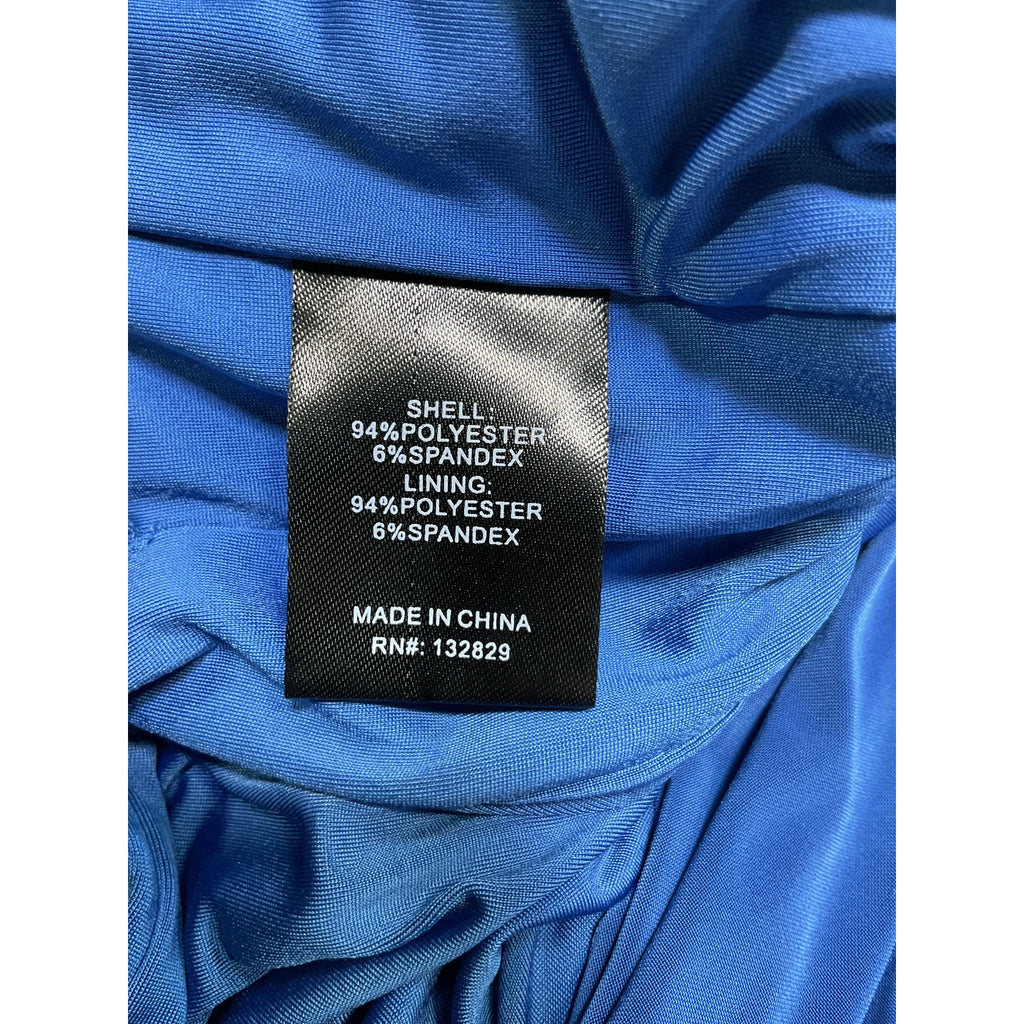 SHELL:
94%POLYESTER
6%SPANDEX
LINING:
94%POLYESTER
6%SPANDEX
MADE IN CHINA
RN#: 132829